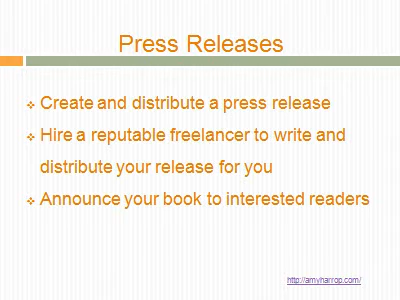 Press Releases
❖ Create and distribute a press release
❖ Hire a reputable freelancer to write and
distribute your release for you
❖ Announce your book to interested readers
http://amyharrop.com/